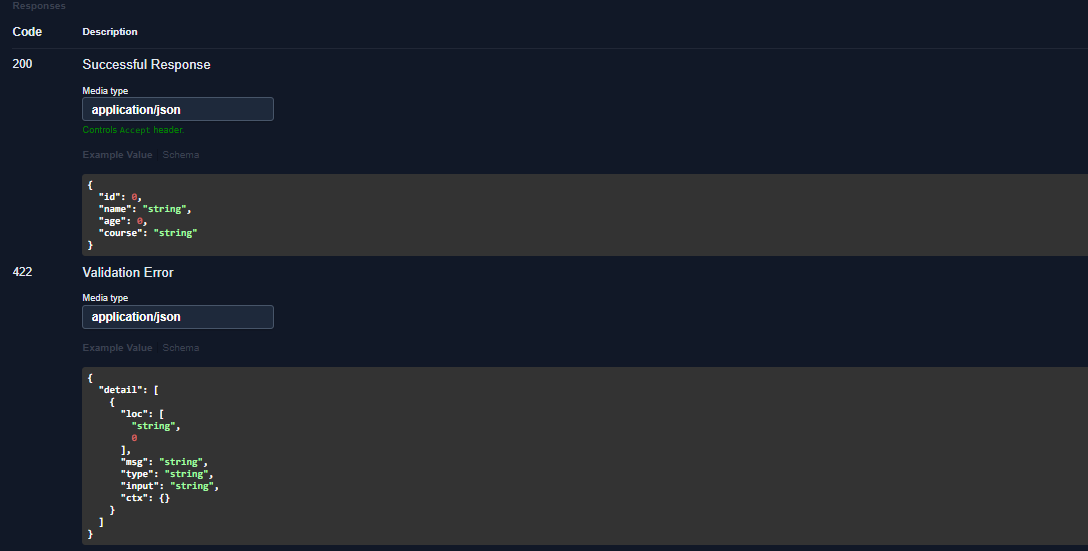 Responses
Code Description
200 Successful Response
Media type
application/json
Controls Accept header.
Example Value Schema
{
  "id": 0,
  "name": "string",
  "age": 0,
  "course": "string"
}
422 Validation Error
Media type
application/json
Example Value Schema
{
  "detail": [
    {
      "loc": [
        "string",
        0
      ],
      "msg": "string",
      "type": "string",
      "input": "string",
      "ctx": {}
    }
  ]
}